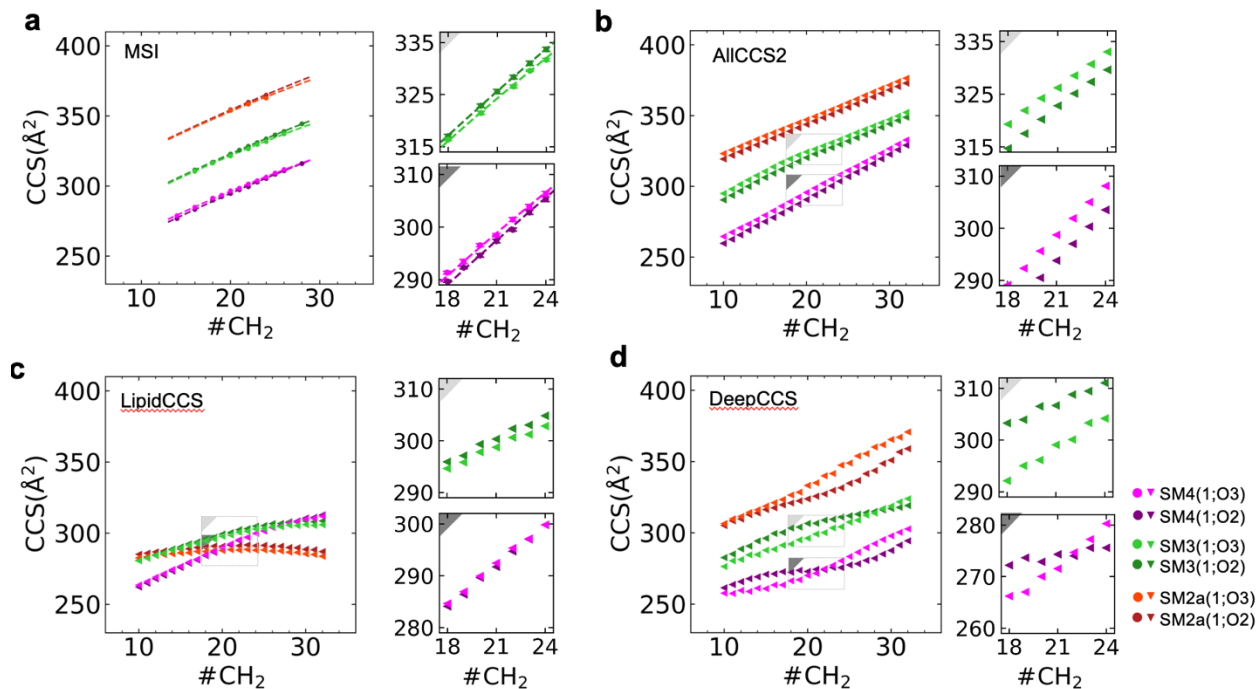 a
MSI
CCS(Å²)
400
350
300
250
10 20 30
#CH₂
335
325
315
310
300
290
18 21 24
#CH₂
b
AllCCS2
CCS(Å²)
400
350
300
250
10 20 30
#CH₂
335
325
315
310
300
290
18 21 24
#CH₂
c
LipidCCS
CCS(Å²)
400
350
300
250
10 20 30
#CH₂
310
300
290
300
290
280
18 21 24
#CH₂
d
DeepCCS
CCS(Å²)
400
350
300
250
10 20 30
#CH₂
310
300
290
280
270
260
18 21 24
#CH₂
SM4(1;O3)
SM4(1;O2)
SM3(1;O3)
SM3(1;O2)
SM2a(1;O3)
SM2a(1;O2)